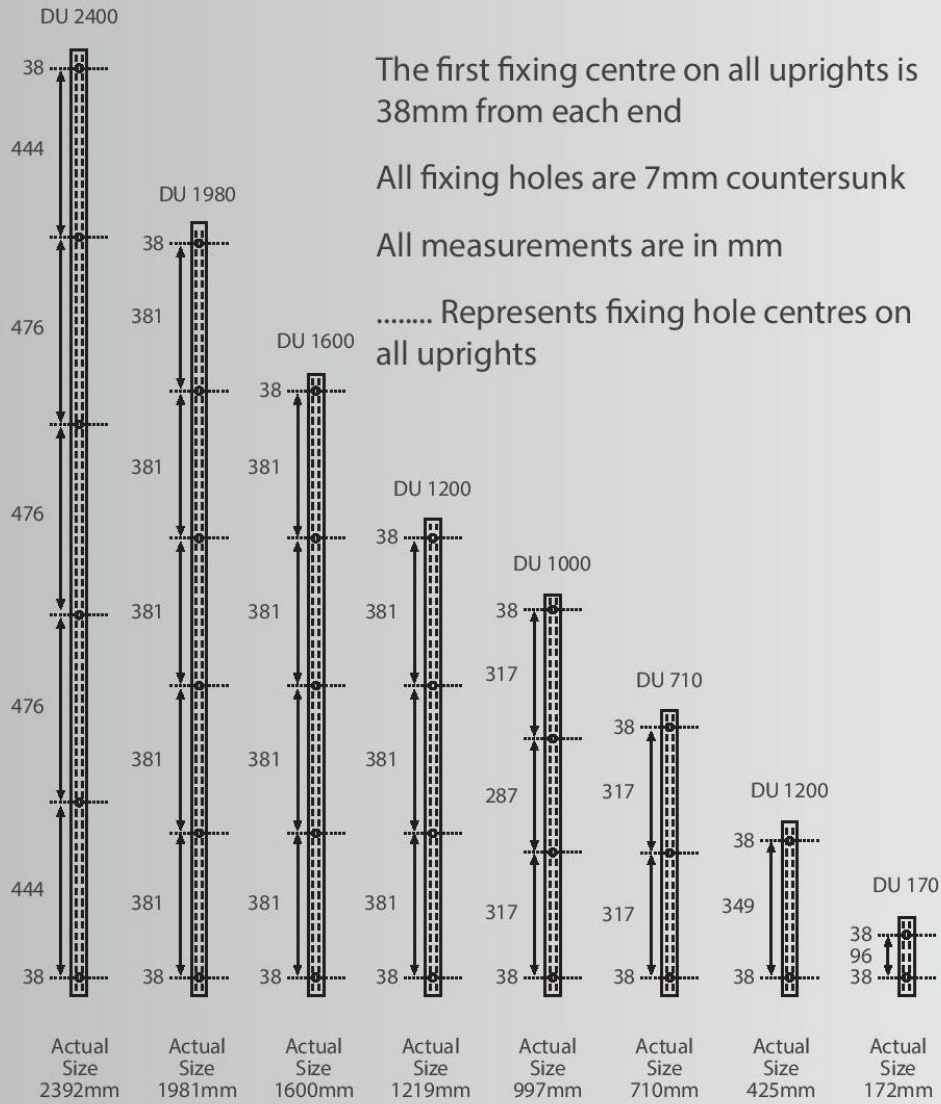 DU 2400
38
444
476
476
476
444
38
Actual
Size
2392mm
DU 1980
38
381
381
381
381
381
38
Actual
Size
1981mm
DU 1600
38
381
381
381
381
38
Actual
Size
1600mm
DU 1200
38
381
381
381
38
Actual
Size
1219mm
DU 1000
38
317
287
317
38
Actual
Size
997mm
DU 710
38
317
317
38
Actual
Size
710mm
DU 1200
38
349
38
Actual
Size
425mm
DU 170
38
96
38
Actual
Size
172mm
The first fixing centre on all uprights is
38mm from each end
All fixing holes are 7mm countersunk
All measurements are in mm
........ Represents fixing hole centres on
all uprights